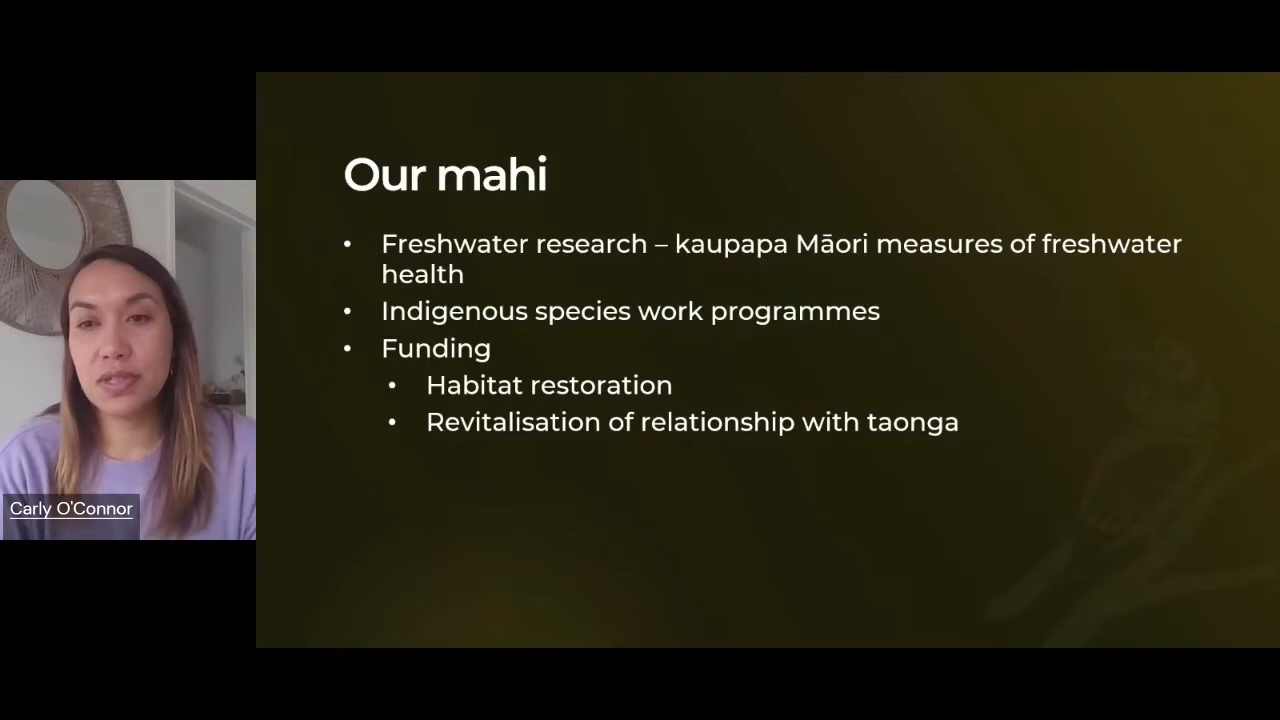 Our mahi
• Freshwater research – kaupapa Māori measures of freshwater
health
• Indigenous species work programmes
• Funding
• Habitat restoration
• Revitalisation of relationship with taonga
Carly O'Connor